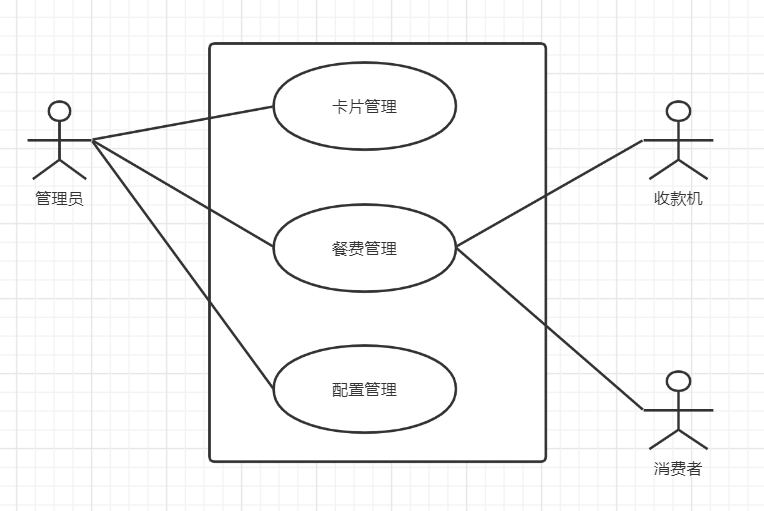 卡片管理
管理员
收款机
餐费管理
配置管理
消费者